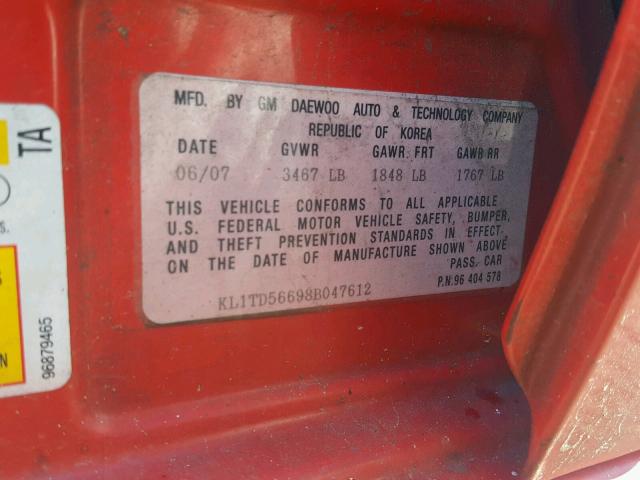 MFD. BY GM DAEWOO AUTO & TECHNOLOGY COMPANY
REPUBLIC OF KOREA
DATE GVWR GAWR FRT GAWR RR
06/07 3467 LB 1848 LB 1767 LB
THIS VEHICLE CONFORMS TO ALL APPLICABLE
U.S. FEDERAL MOTOR VEHICLE SAFETY, BUMPER,
AND THEFT PREVENTION STANDARDS IN EFFECT
ON THE DATE OF MANUFACTURE SHOWN ABOVE
PASS. CAR
KL1TD56698B047612
P.N.96 404 578
TA
S.
N
96879465